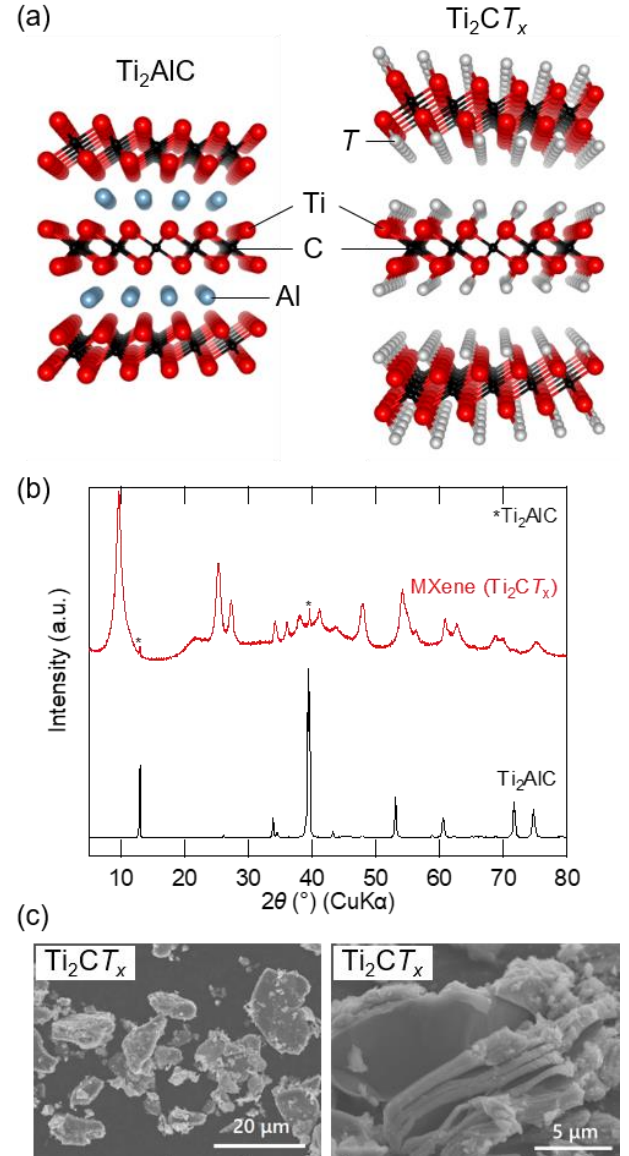 (a)
Ti₂AlC
Ti₂CTₓ
T
Ti
C
Al
(b)
*Ti₂AlC
MXene (Ti₂CTₓ)
*
*
Ti₂AlC
Intensity (a.u.)
10 20 30 40 50 60 70 80
2θ (°) (CuKα)
(c)
Ti₂CTₓ
20 μm
Ti₂CTₓ
5 μm